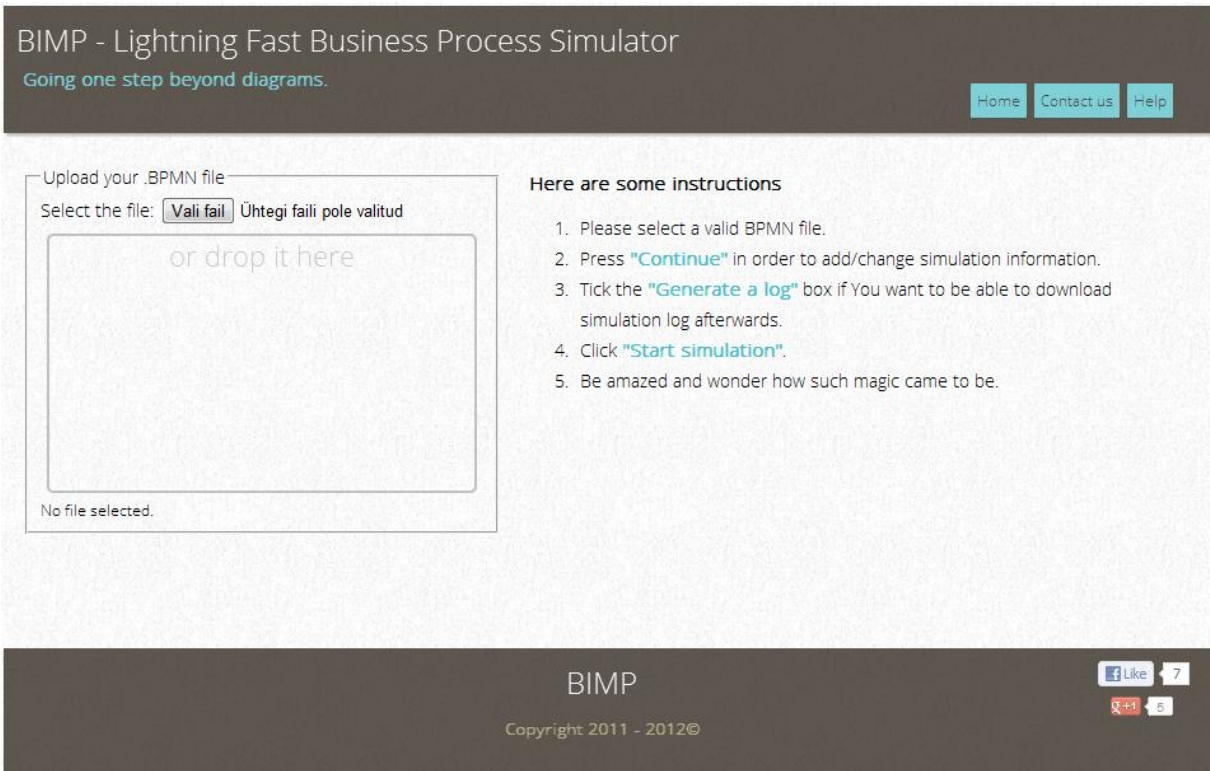 BIMP - Lightning Fast Business Process Simulator
Going one step beyond diagrams.
Home Contact us Help
Upload your .BPMN file
Select the file: Vali fail Ühtegi faili pole valitud
or drop it here
No file selected.
Here are some instructions
1. Please select a valid BPMN file.
2. Press "Continue" in order to add/change simulation information.
3. Tick the "Generate a log" box if You want to be able to download
simulation log afterwards.
4. Click "Start simulation".
5. Be amazed and wonder how such magic came to be.
BIMP
Copyright 2011 - 2012©
f Like 7
g +1 5